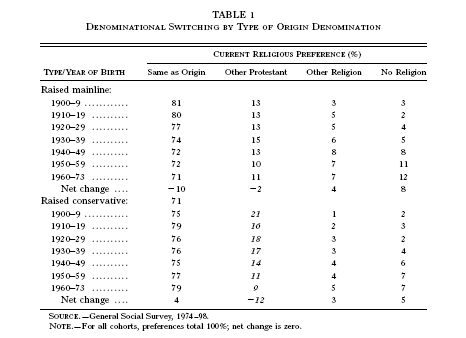 TABLE 1
Denominational Switching by Type of Origin Denomination
Current Religious Preference (%)
Type/Year of Birth Same as Origin Other Protestant Other Religion No Religion
Raised mainline:
1900–9 ............ 81 13 3 3
1910–19 .......... 80 13 5 2
1920–29 .......... 77 13 5 4
1930–39 .......... 74 15 6 5
1940–49 .......... 72 13 8 8
1950–59 .......... 72 10 7 11
1960–73 .......... 71 11 7 12
Net change .... −10 −2 4 8
Raised conservative: 71
1900–9 ............ 75 21 1 2
1910–19 .......... 79 16 2 3
1920–29 .......... 76 18 3 2
1930–39 .......... 76 17 3 4
1940–49 .......... 75 14 4 6
1950–59 .......... 77 11 4 7
1960–73 .......... 79 9 5 7
Net change .... 4 −12 3 5
Source.—General Social Survey, 1974–98.
Note.—For all cohorts, preferences total 100%; net change is zero.